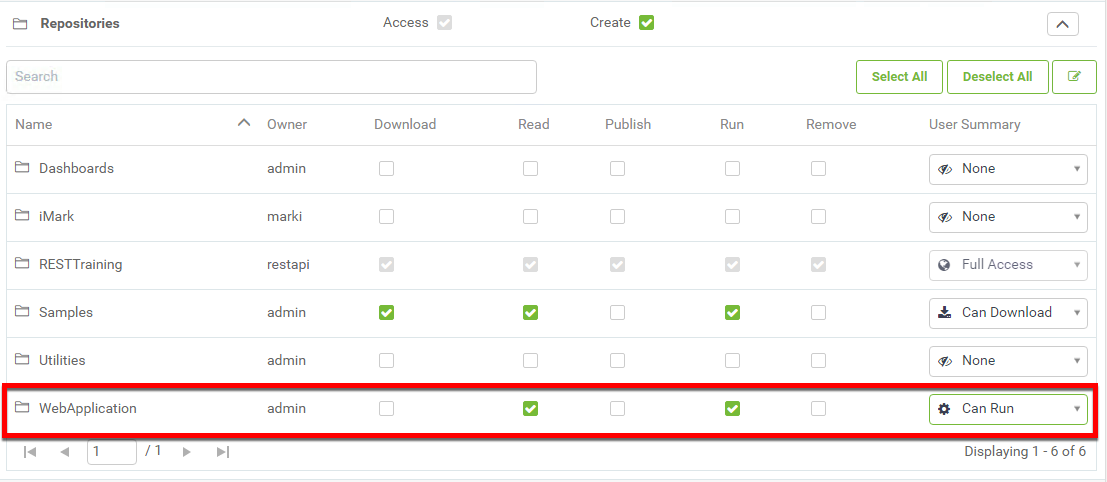 Repositories Access Create
Search Select All Deselect All
Name Owner Download Read Publish Run Remove User Summary
Dashboards admin None
iMark marki None
RESTTraining restapi Full Access
Samples admin Can Download
Utilities admin None
WebApplication admin Can Run
1 / 1 Displaying 1 - 6 of 6